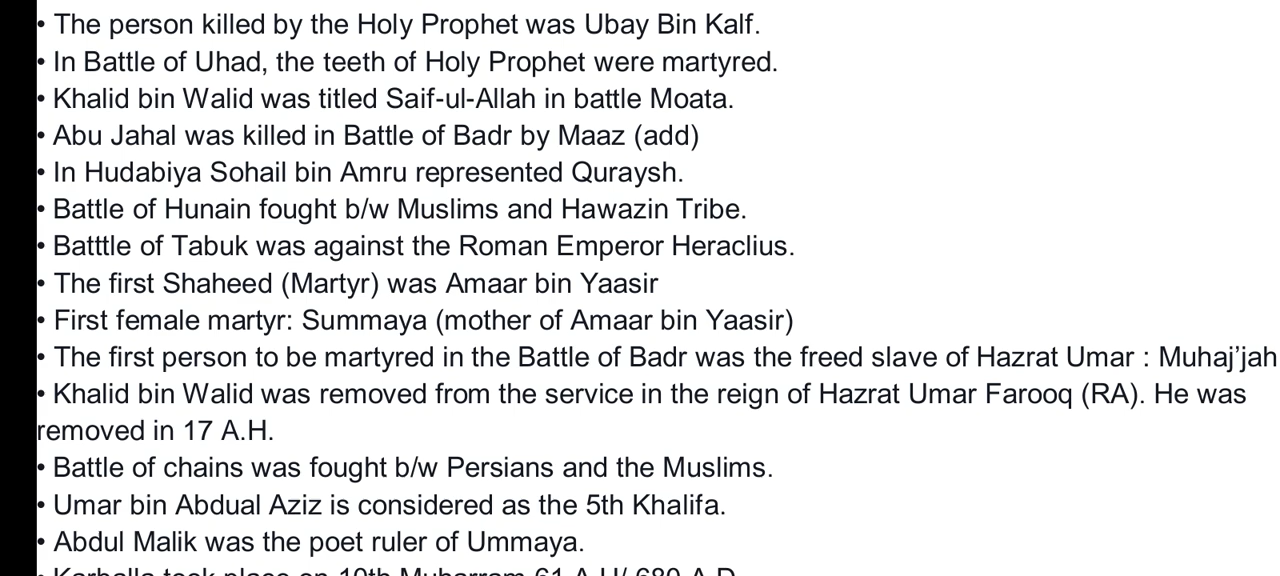 • The person killed by the Holy Prophet was Ubay Bin Kalf.
• In Battle of Uhad, the teeth of Holy Prophet were martyred.
• Khalid bin Walid was titled Saif-ul-Allah in battle Moata.
• Abu Jahal was killed in Battle of Badr by Maaz (add)
• In Hudabiya Sohail bin Amru represented Quraysh.
• Battle of Hunain fought b/w Muslims and Hawazin Tribe.
• Batttle of Tabuk was against the Roman Emperor Heraclius.
• The first Shaheed (Martyr) was Amaar bin Yaasir
• First female martyr: Summaya (mother of Amaar bin Yaasir)
• The first person to be martyred in the Battle of Badr was the freed slave of Hazrat Umar : Muhaj’jah
• Khalid bin Walid was removed from the service in the reign of Hazrat Umar Farooq (RA). He was
removed in 17 A.H.
• Battle of chains was fought b/w Persians and the Muslims.
• Umar bin Abdual Aziz is considered as the 5th Khalifa.
• Abdul Malik was the poet ruler of Ummaya.
• Karballa took place on 10th Muharram 61 A.H/ 680 A.D